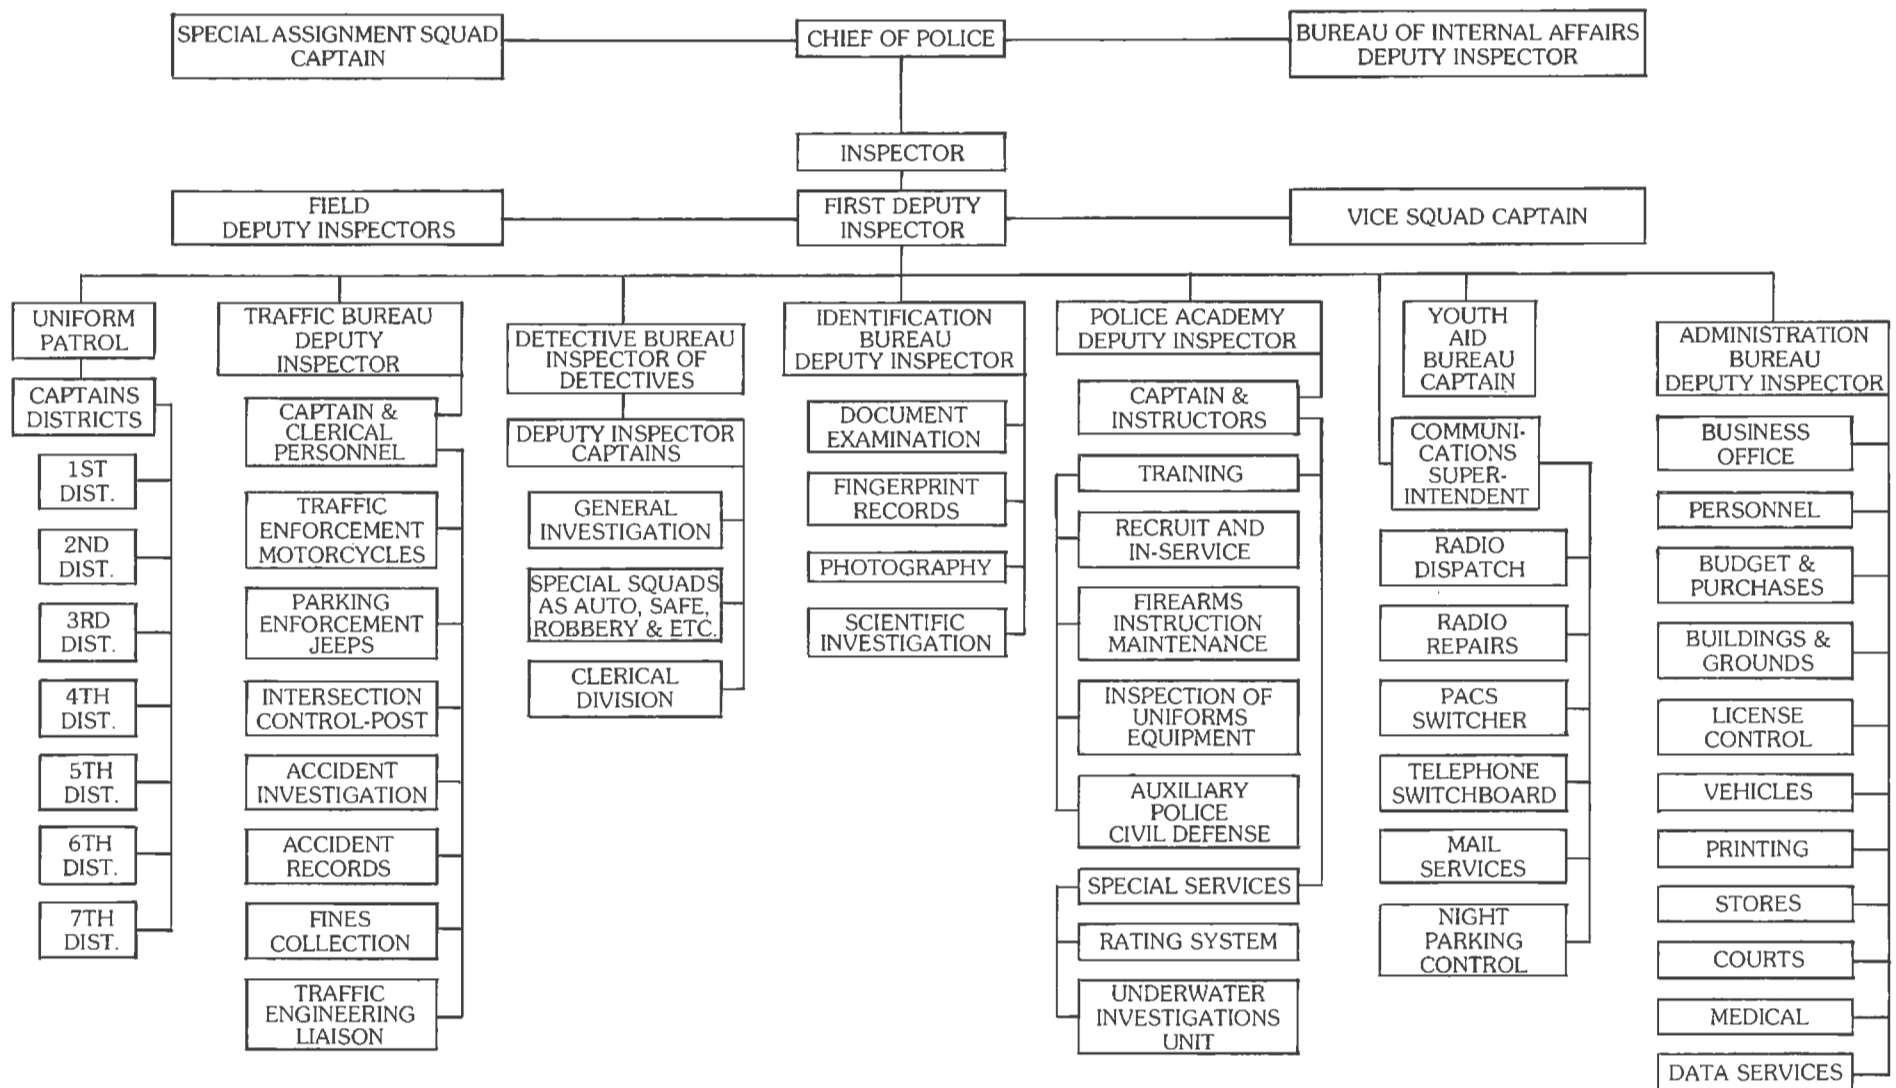 SPECIAL ASSIGNMENT SQUAD
CAPTAIN
CHIEF OF POLICE
BUREAU OF INTERNAL AFFAIRS
DEPUTY INSPECTOR
INSPECTOR
FIELD
DEPUTY INSPECTORS
FIRST DEPUTY
INSPECTOR
VICE SQUAD CAPTAIN
UNIFORM
PATROL
CAPTAINS
DISTRICTS
1ST
DIST.
2ND
DIST.
3RD
DIST.
4TH
DIST.
5TH
DIST.
6TH
DIST.
7TH
DIST.
TRAFFIC BUREAU
DEPUTY
INSPECTOR
CAPTAIN &
CLERICAL
PERSONNEL
TRAFFIC
ENFORCEMENT
MOTORCYCLES
PARKING
ENFORCEMENT
JEEPS
INTERSECTION
CONTROL-POST
ACCIDENT
INVESTIGATION
ACCIDENT
RECORDS
FINES
COLLECTION
TRAFFIC
ENGINEERING
LIAISON
DETECTIVE BUREAU
INSPECTOR OF
DETECTIVES
DEPUTY INSPECTOR
CAPTAINS
GENERAL
INVESTIGATION
SPECIAL SQUADS
AS AUTO, SAFE,
ROBBERY & ETC.
CLERICAL
DIVISION
IDENTIFICATION
BUREAU
DEPUTY INSPECTOR
DOCUMENT
EXAMINATION
FINGERPRINT
RECORDS
PHOTOGRAPHY
SCIENTIFIC
INVESTIGATION
POLICE ACADEMY
DEPUTY INSPECTOR
CAPTAIN &
INSTRUCTORS
TRAINING
RECRUIT AND
IN-SERVICE
FIREARMS
INSTRUCTION
MAINTENANCE
INSPECTION OF
UNIFORMS
EQUIPMENT
AUXILIARY
POLICE
CIVIL DEFENSE
SPECIAL SERVICES
RATING SYSTEM
UNDERWATER
INVESTIGATIONS
UNIT
YOUTH
AID
BUREAU
CAPTAIN
COMMUNI-
CATIONS
SUPER-
INTENDENT
RADIO
DISPATCH
RADIO
REPAIRS
PACS
SWITCHER
TELEPHONE
SWITCHBOARD
MAIL
SERVICES
NIGHT
PARKING
CONTROL
ADMINISTRATION
BUREAU
DEPUTY INSPECTOR
BUSINESS
OFFICE
PERSONNEL
BUDGET &
PURCHASES
BUILDINGS &
GROUNDS
LICENSE
CONTROL
VEHICLES
PRINTING
STORES
COURTS
MEDICAL
DATA SERVICES